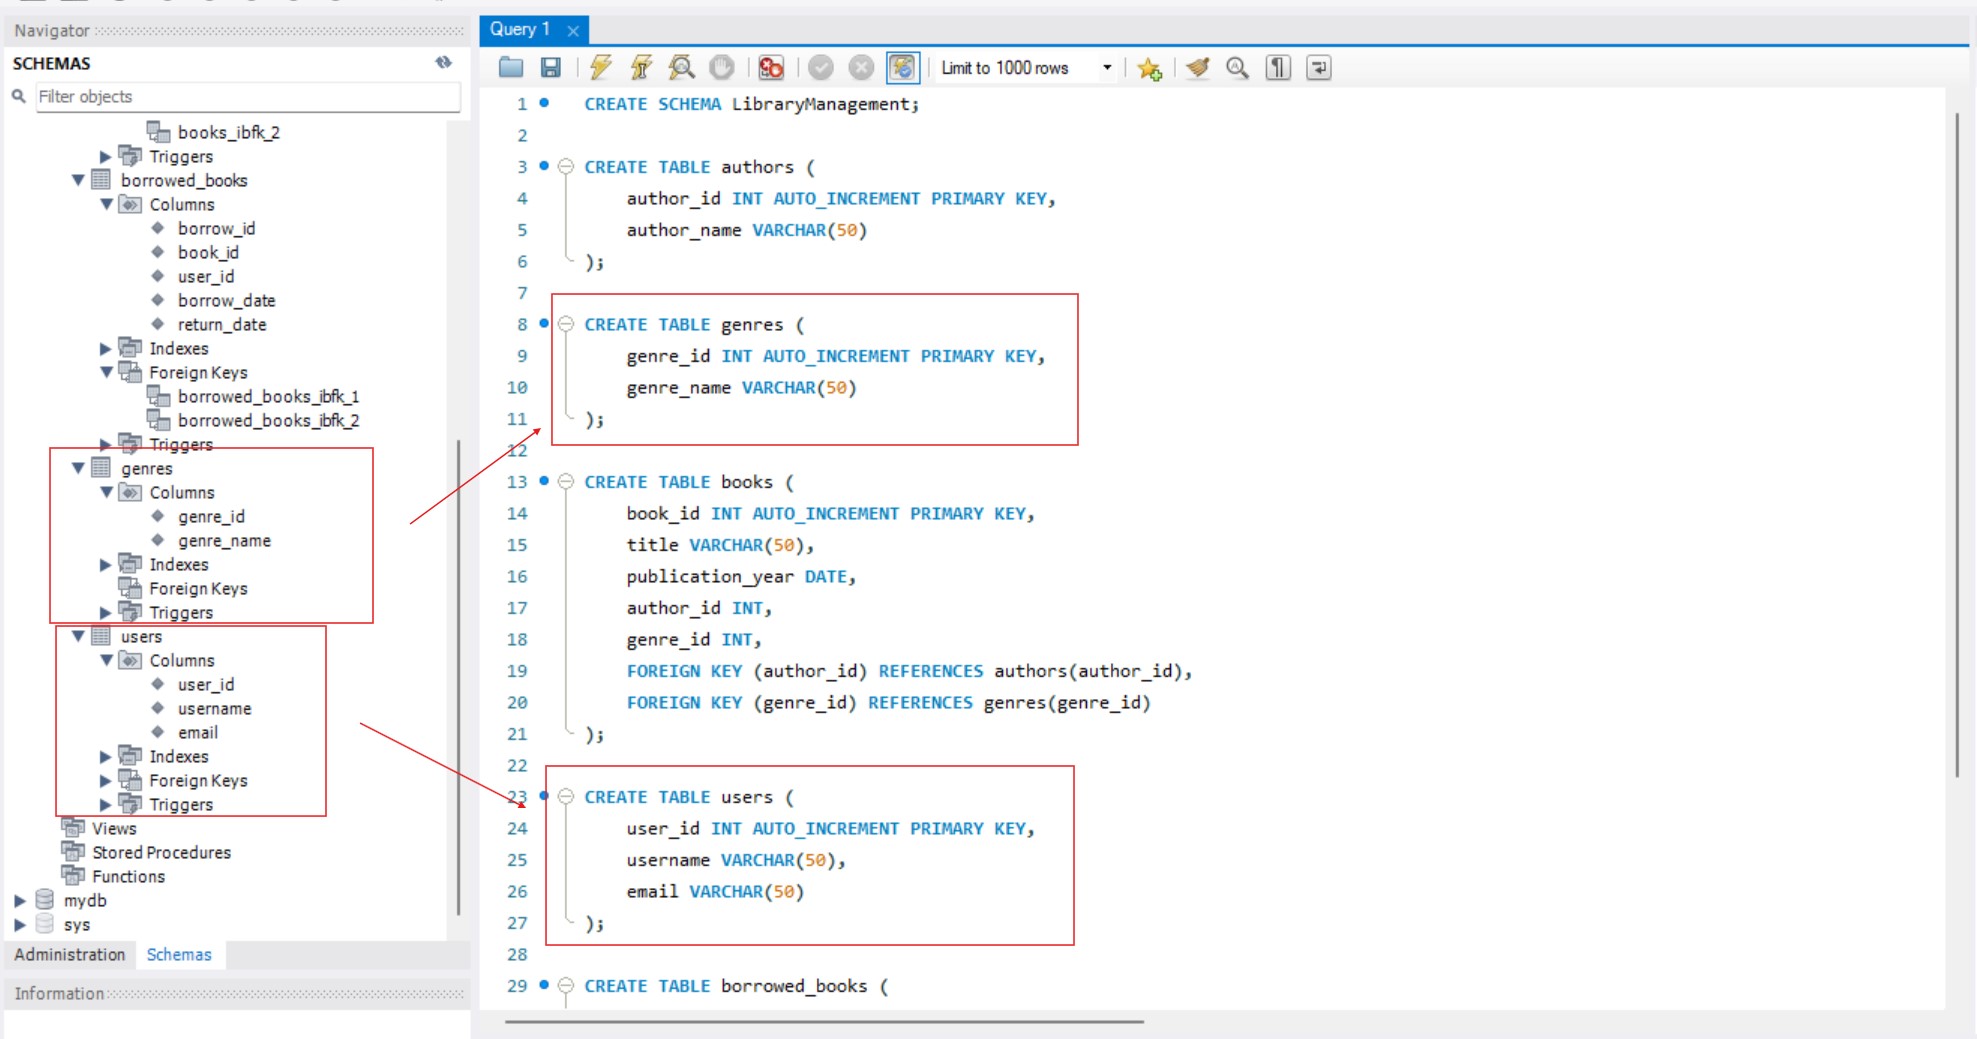 Navigator
SCHEMAS
Filter objects
books_ibfk_2
Triggers
borrowed_books
Columns
borrow_id
book_id
user_id
borrow_date
return_date
Indexes
Foreign Keys
borrowed_books_ibfk_1
borrowed_books_ibfk_2
Triggers
genres
Columns
genre_id
genre_name
Indexes
Foreign Keys
Triggers
users
Columns
user_id
username
email
Indexes
Foreign Keys
Triggers
Views
Stored Procedures
Functions
mydb
sys
Administration Schemas
Information
Query 1
Limit to 1000 rows
1 CREATE SCHEMA LibraryManagement;
2
3 CREATE TABLE authors (
4 author_id INT AUTO_INCREMENT PRIMARY KEY,
5 author_name VARCHAR(50)
6 );
7
8 CREATE TABLE genres (
9 genre_id INT AUTO_INCREMENT PRIMARY KEY,
10 genre_name VARCHAR(50)
11 );
12
13 CREATE TABLE books (
14 book_id INT AUTO_INCREMENT PRIMARY KEY,
15 title VARCHAR(50),
16 publication_year DATE,
17 author_id INT,
18 genre_id INT,
19 FOREIGN KEY (author_id) REFERENCES authors(author_id),
20 FOREIGN KEY (genre_id) REFERENCES genres(genre_id)
21 );
22
23 CREATE TABLE users (
24 user_id INT AUTO_INCREMENT PRIMARY KEY,
25 username VARCHAR(50),
26 email VARCHAR(50)
27 );
28
29 CREATE TABLE borrowed_books (